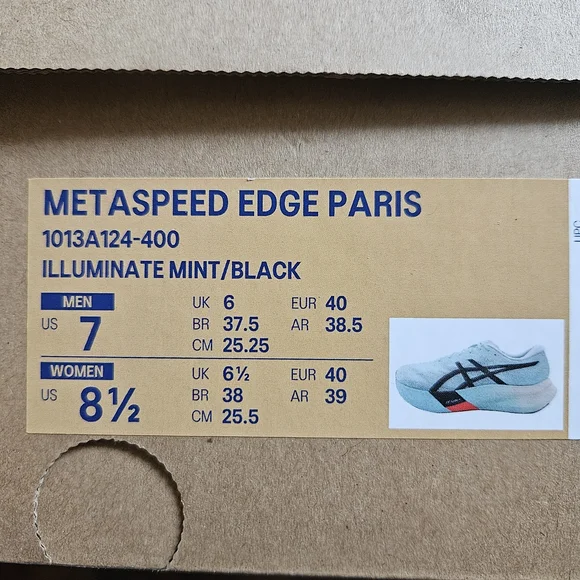 METASPEED EDGE PARIS
1013A124-400
ILLUMINATE MINT/BLACK
MEN
US 7
UK 6 EUR 40
BR 37.5 AR 38.5
CM 25.25
WOMEN
US 8½
UK 6½ EUR 40
BR 38 AR 39
CM 25.5